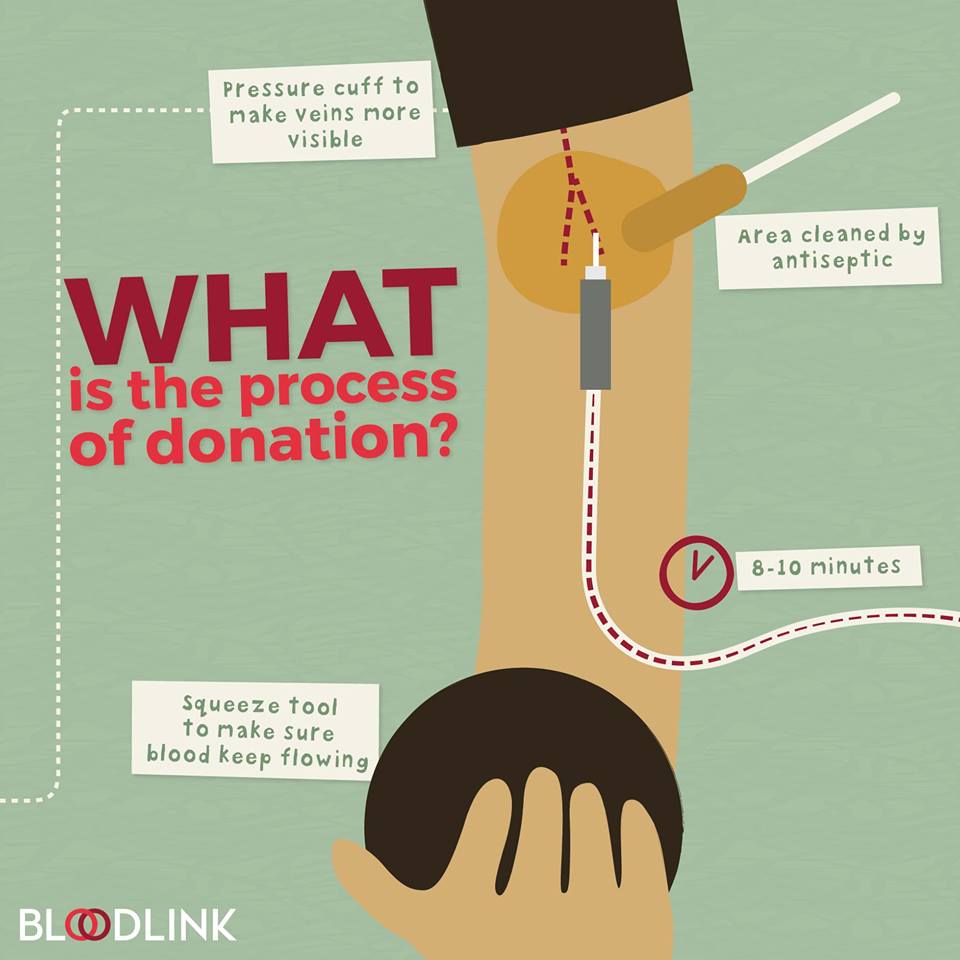 Pressure cuff to
make veins more
visible
Area cleaned by
antiseptic
WHAT
is the process
of donation?
8-10 minutes
Squeeze tool
to make sure
blood keep flowing
BLOODLINK